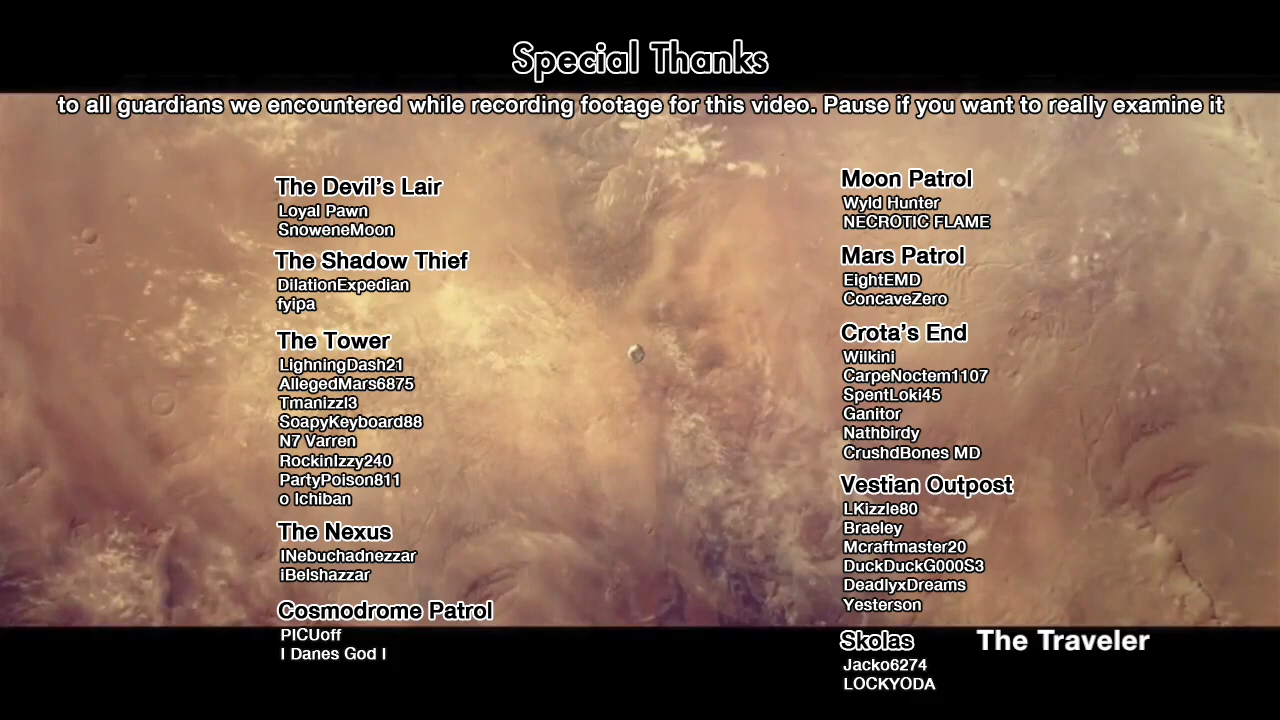 Special Thanks
to all guardians we encountered while recording footage for this video. Pause if you want to really examine it
The Devil's Lair
Loyal Pawn
SnoweneMoon
The Shadow Thief
DilationExpedian
fyipa
The Tower
LighningDash21
AllegedMars6875
Tmanizzl3
SoapyKeyboard88
N7 Varren
RockinIzzy240
PartyPoison811
o Ichiban
The Nexus
INebuchadnezzar
iBelshazzar
Cosmodrome Patrol
PICUoff
I Danes God I
Moon Patrol
Wyld Hunter
NECROTIC FLAME
Mars Patrol
EightEMD
ConcaveZero
Crota's End
Wilkini
CarpeNoctem1107
SpentLoki45
Ganitor
Nathbirdy
CrushdBones MD
Vestian Outpost
LKizzle80
Braeley
Mcraftmaster20
DuckDuckG000S3
DeadlyxDreams
Yesterson
Skolas
Jacko6274
LOCKYODA
The Traveler